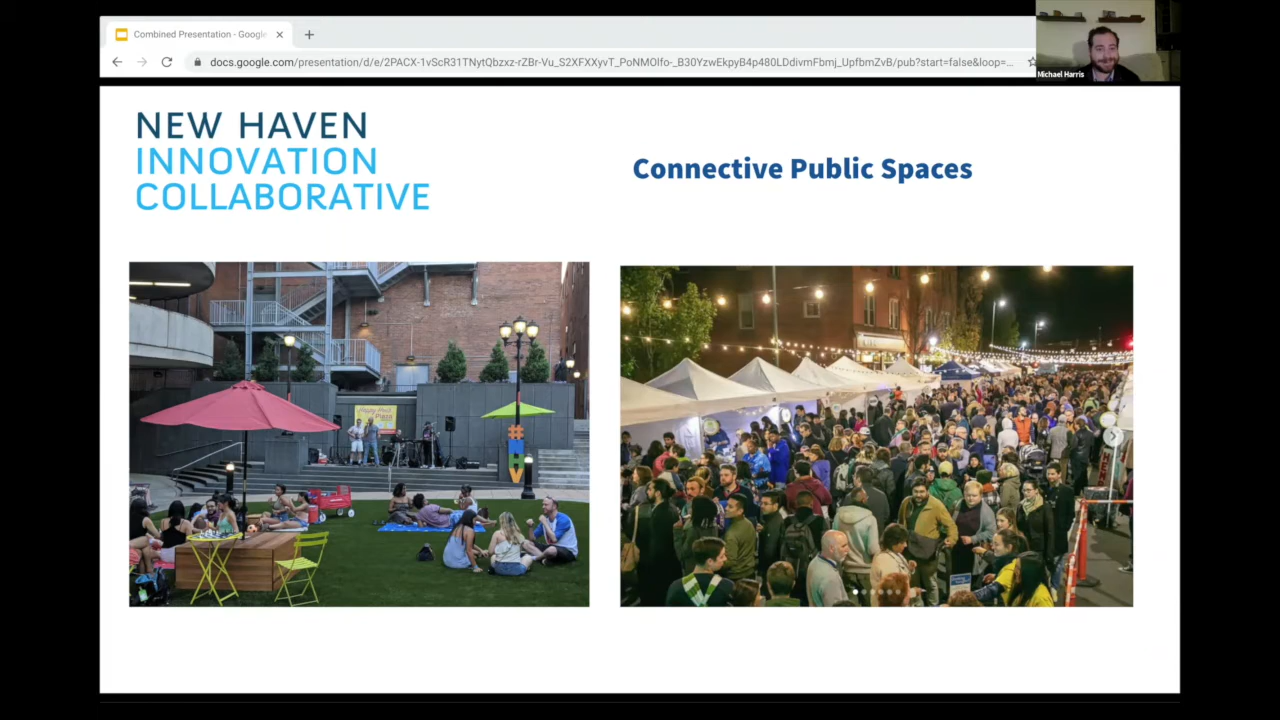 Combined Presentation - Google
docs.google.com/presentation/d/e/2PACX-1vScR31TNytQbzxz-rZBr-Vu_S2XFXXyvT_PoNMOlfo-_B30YzwEkpyB4p480LDdivmFbmj_UpfbmZvB/pub?start=false&loop=...
Michael Harris
NEW HAVEN
INNOVATION
COLLABORATIVE
Connective Public Spaces
#
N
H
V